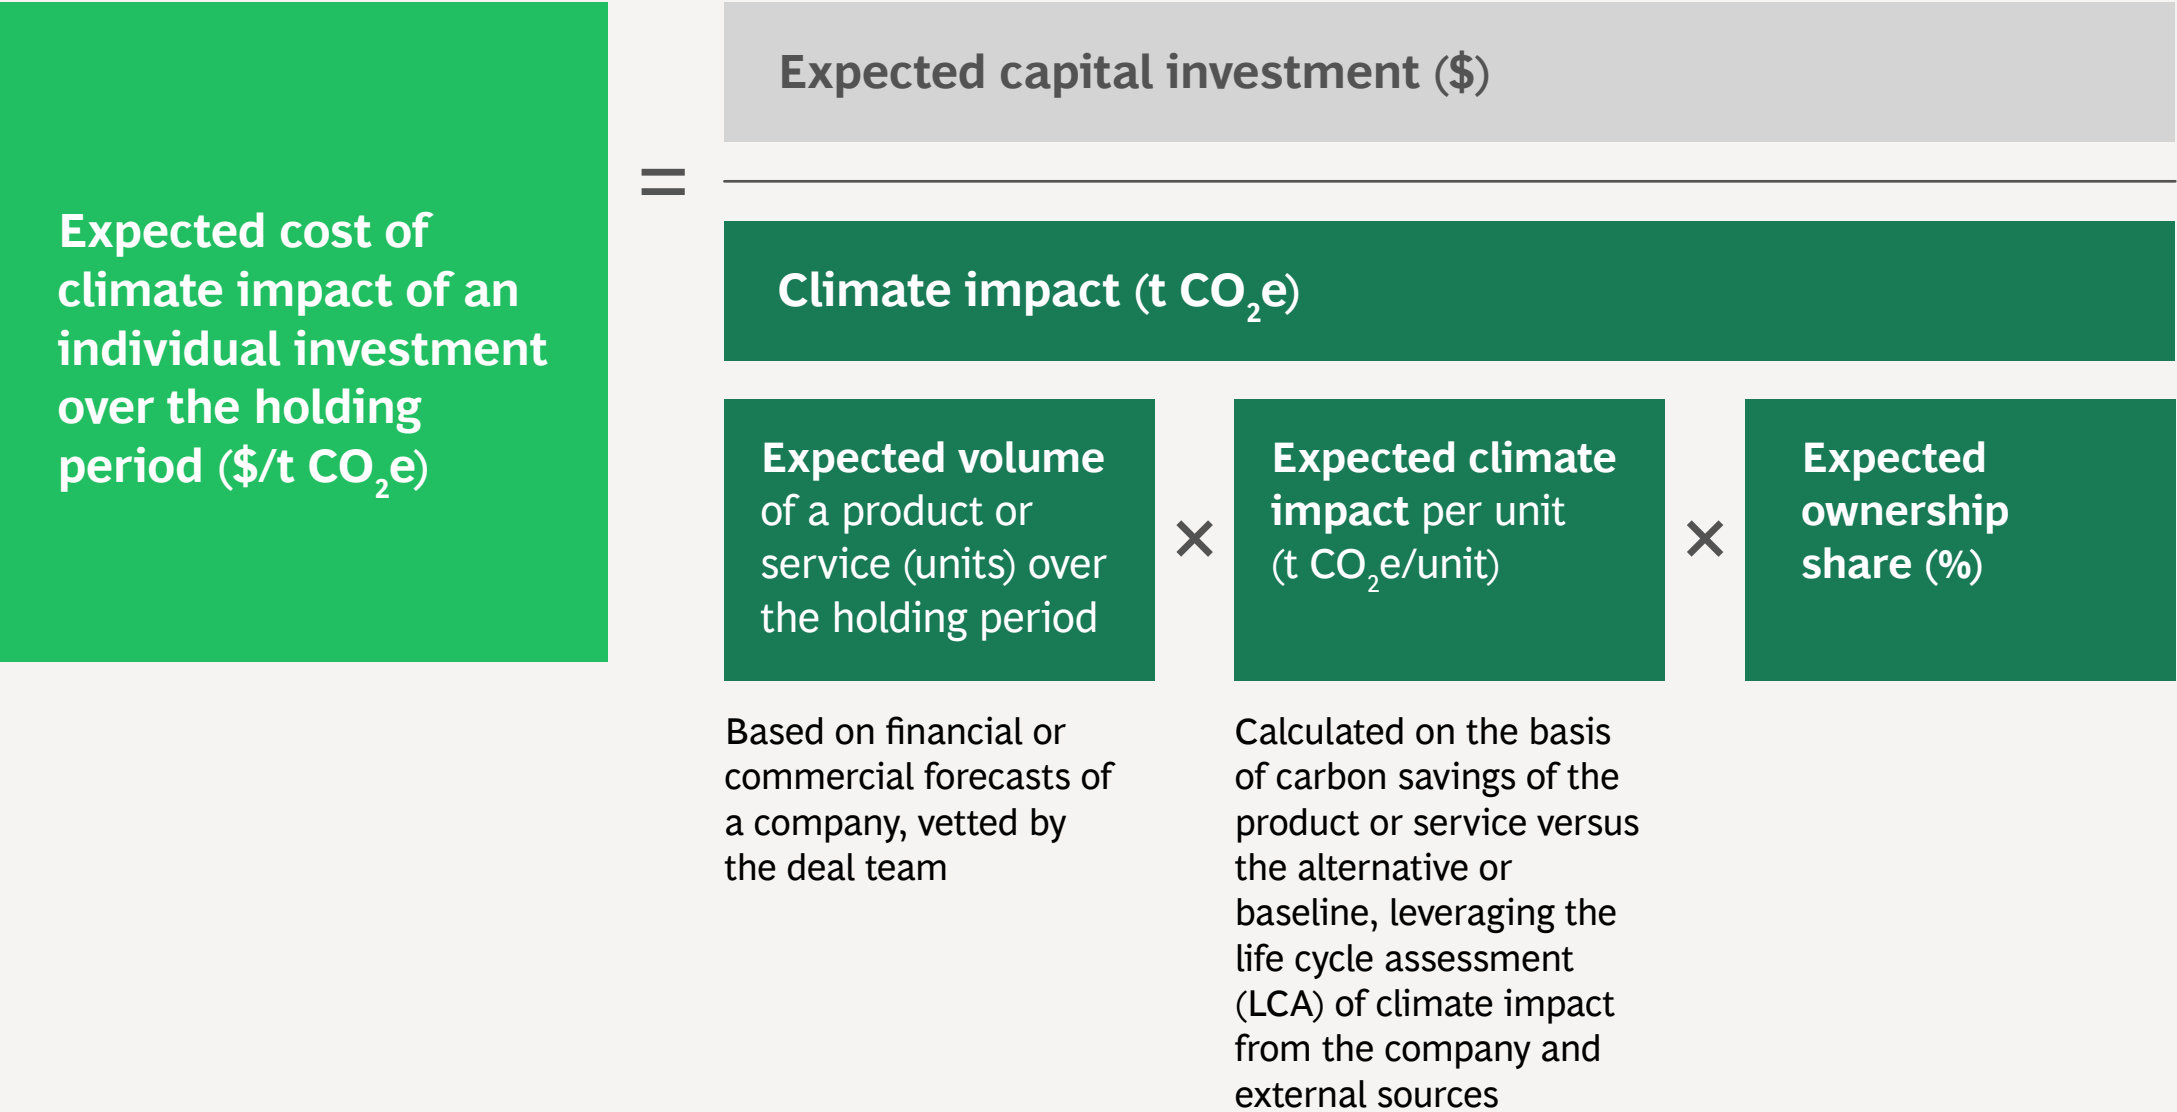 Expected cost of
climate impact of an
individual investment
over the holding
period ($/t CO₂e)
=
Expected capital investment ($)
Climate impact (t CO₂e)
Expected volume
of a product or
service (units) over
the holding period
×
Expected climate
impact per unit
(t CO₂e/unit)
×
Expected
ownership
share (%)
Based on financial or
commercial forecasts of
a company, vetted by
the deal team
Calculated on the basis
of carbon savings of the
product or service versus
the alternative or
baseline, leveraging the
life cycle assessment
(LCA) of climate impact
from the company and
external sources